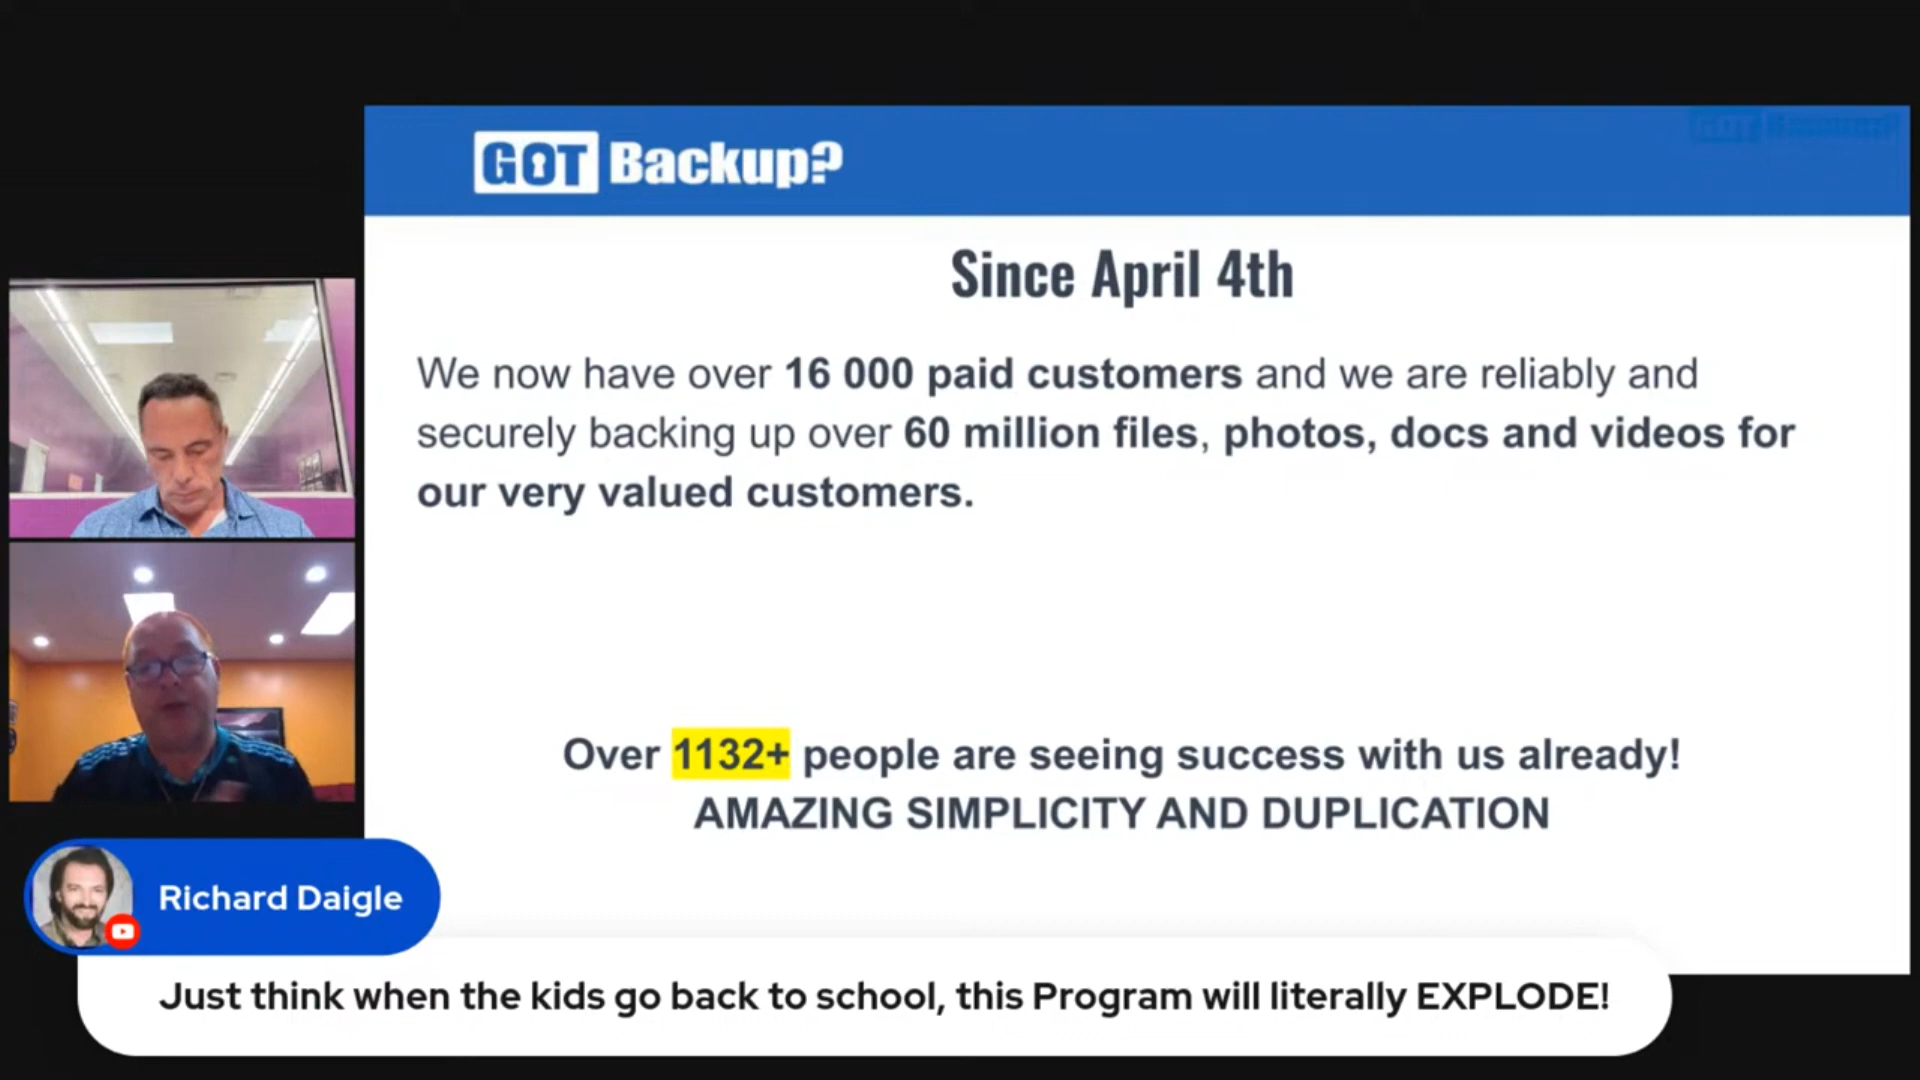 GOT Backup?
GOT Backup?
Since April 4th
We now have over 16 000 paid customers and we are reliably and
securely backing up over 60 million files, photos, docs and videos for
our very valued customers.
Over 1132+ people are seeing success with us already!
AMAZING SIMPLICITY AND DUPLICATION
Richard Daigle
Just think when the kids go back to school, this Program will literally EXPLODE!